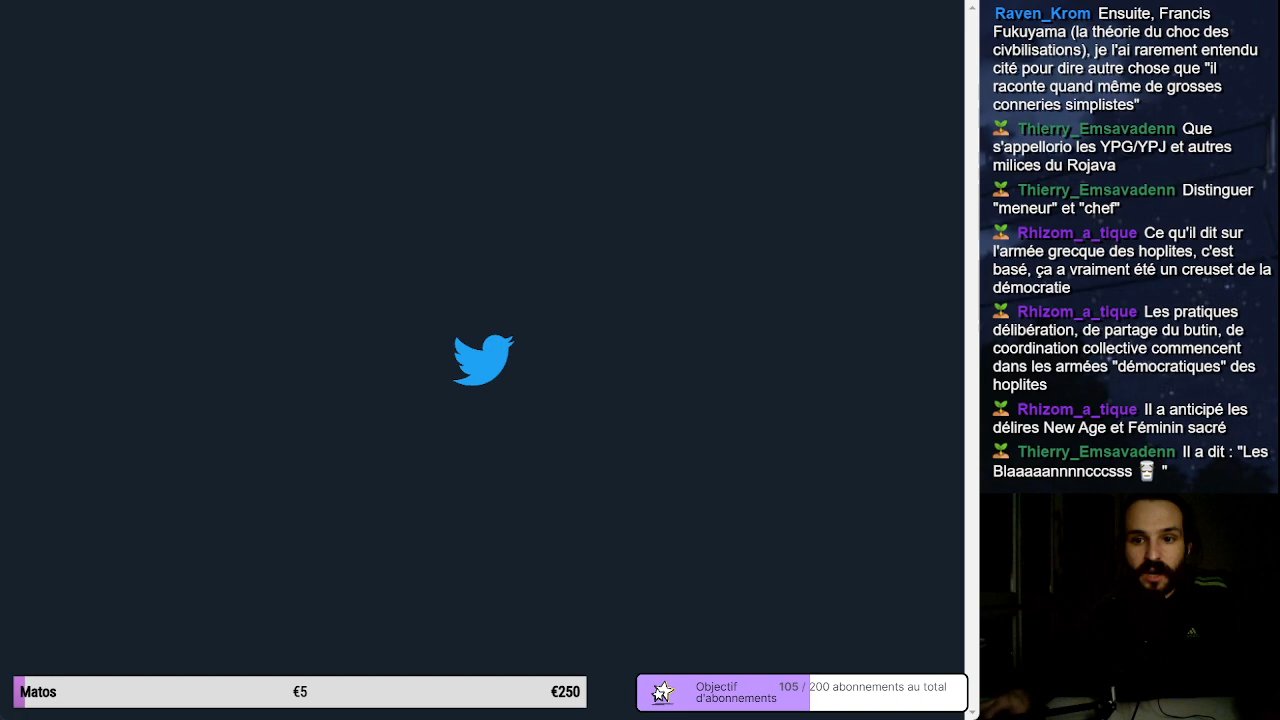 Raven_Krom Ensuite, Francis
Fukuyama (la théorie du choc des
civbilisations), je l'ai rarement entendu
cité pour dire autre chose que "il
raconte quand même de grosses
conneries simplistes"
Thierry_Emsavadenn Que
s'appellorio les YPG/YPJ et autres
milices du Rojava
Thierry_Emsavadenn Distinguer
"meneur" et "chef"
Rhizom_a_tique Ce qu'il dit sur
l'armée grecque des hoplites, c'est
basé, ça a vraiment été un creuset de la
démocratie
Rhizom_a_tique Les pratiques
délibération, de partage du butin, de
coordination collective commencent
dans les armées "démocratiques" des
hoplites
Rhizom_a_tique Il a anticipé les
délires New Age et Féminin sacré
Thierry_Emsavadenn Il a dit : "Les
Blaaaaannnncccsss "
Matos €5 €250
Objectif
d'abonnements
105 / 200 abonnements au total